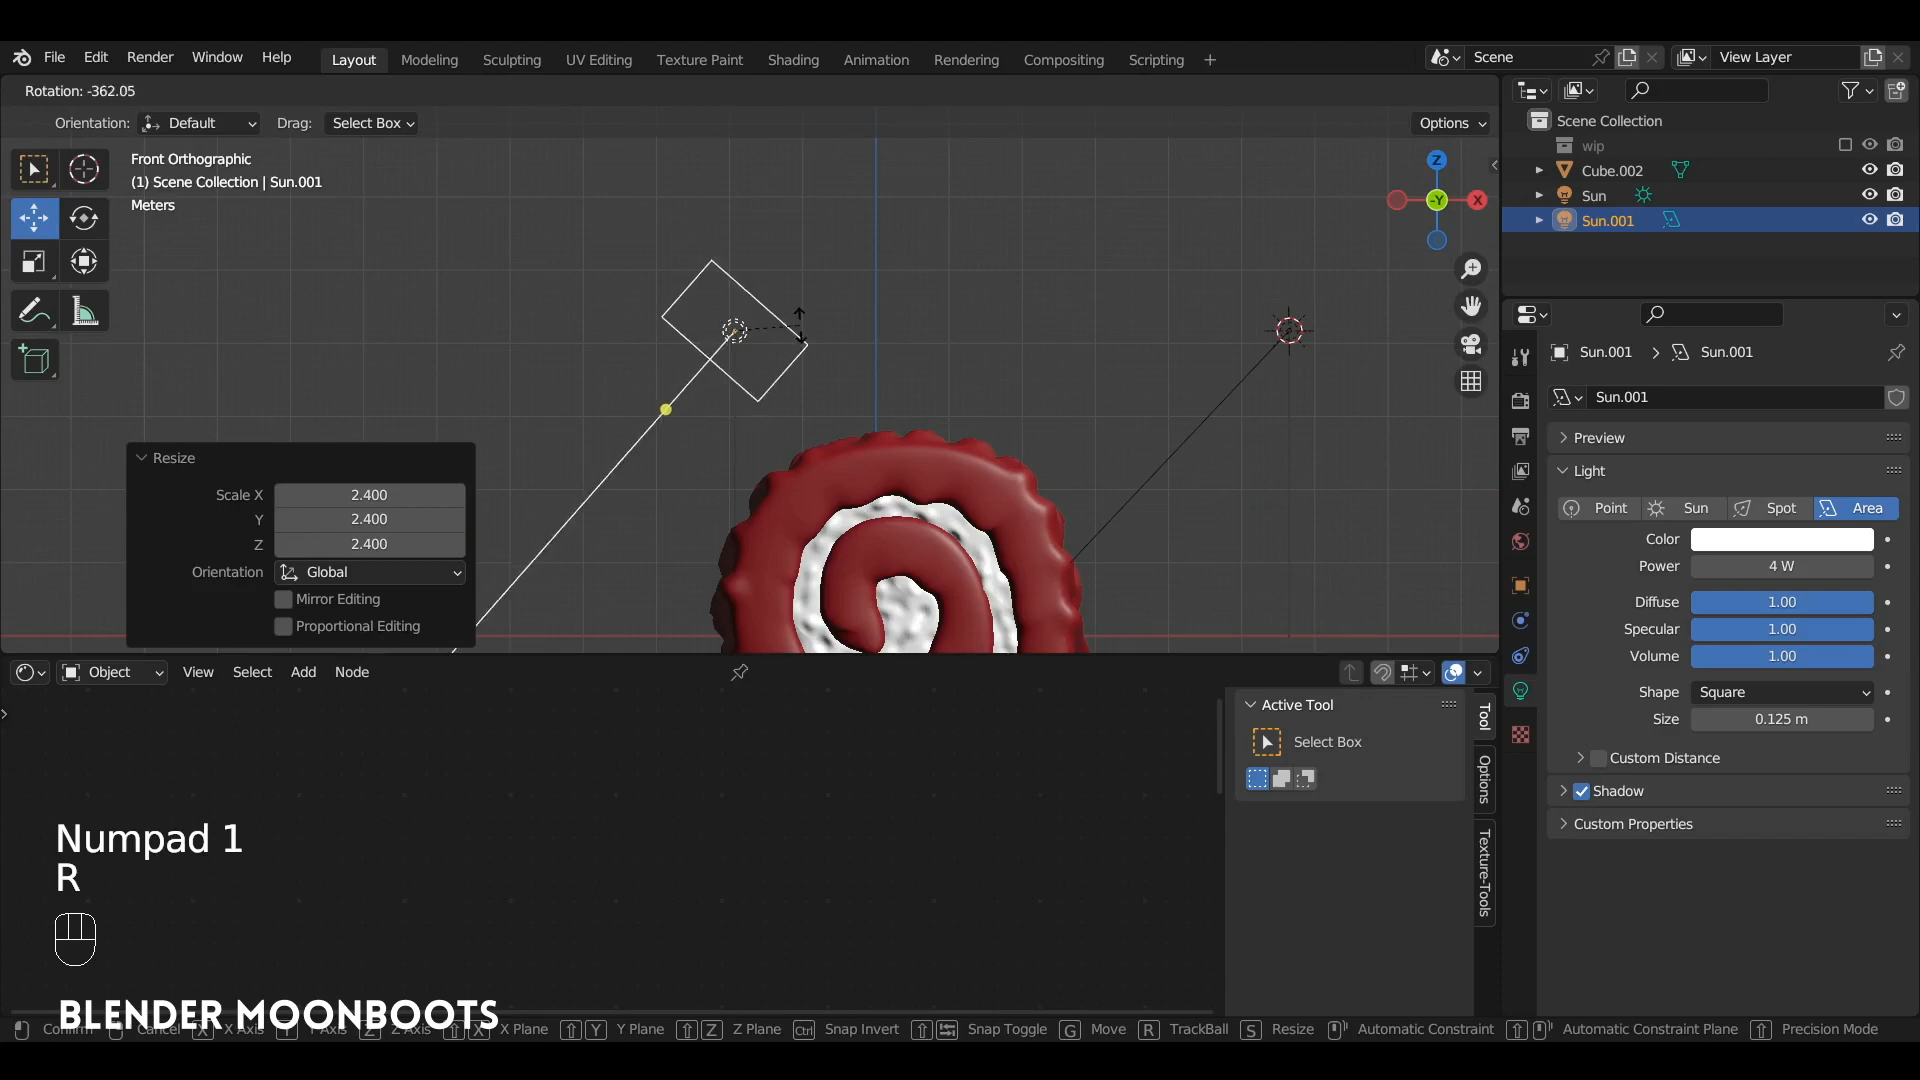 File Edit Render Window Help Layout Modeling Sculpting UV Editing Texture Paint Shading Animation Rendering Compositing Scripting + Scene View Layer
Rotation: -362.05
Orientation: Default Drag: Select Box Options
Front Orthographic
(1) Scene Collection | Sun.001
Meters
Z
-Y
X
Scene Collection
wip
Cube.002
Sun
Sun.001
Sun.001 > Sun.001
Sun.001
Preview
Light
Point Sun Spot Area
Color
Power 4 W
Diffuse 1.00
Specular 1.00
Volume 1.00
Shape Square
Size 0.125 m
Custom Distance
Shadow
Custom Properties
Resize
Scale X 2.400
Y 2.400
Z 2.400
Orientation Global
Mirror Editing
Proportional Editing
Object View Select Add Node
Active Tool
Select Box
Tool
Options
Texture-Tools
Numpad 1
R
BLENDER MOONBOOTS
Confirm Cancel X X Axis Y Y Axis Z Z Axis X X Plane Y Y Plane Z Z Plane Ctrl Snap Invert Snap Toggle G Move R TrackBall S Resize Automatic Constraint Automatic Constraint Plane Precision Mode